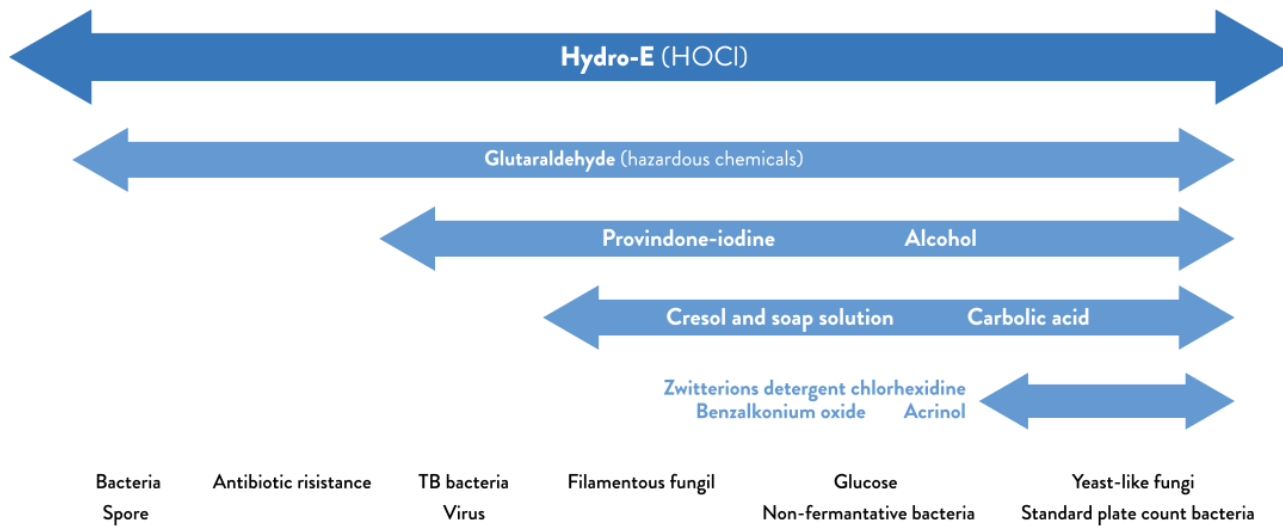 Hydro-E (HOCl)
Glutaraldehyde (hazardous chemicals)
Provindone-iodine Alcohol
Cresol and soap solution Carbolic acid
Zwitterions detergent chlorhexidine
Benzalkonium oxide Acrinol
Bacteria Antibiotic risistance TB bacteria Filamentous fungil Glucose Yeast-like fungi
Spore Virus Non-fermantative bacteria Standard plate count bacteria